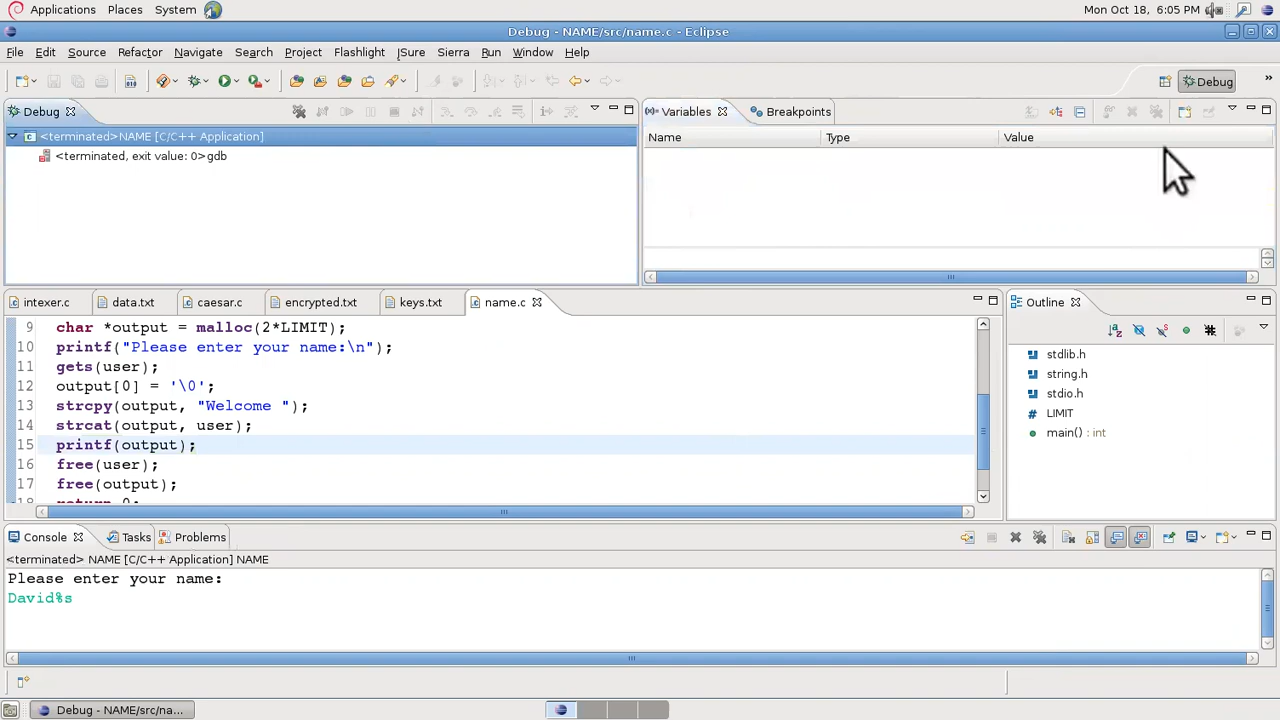 Applications Places System Mon Oct 18, 6:05 PM
Debug - NAME/src/name.c - Eclipse
File Edit Source Refactor Navigate Search Project Flashlight JSure Sierra Run Window Help
Debug »
Debug Variables Breakpoints
<terminated>NAME [C/C++ Application] Name Type Value
<terminated, exit value: 0>gdb
intexer.c data.txt caesar.c encrypted.txt keys.txt name.c Outline
9 char *output = malloc(2*LIMIT);
10 printf("Please enter your name:\n");
11 gets(user);
12 output[0] = '\0';
13 strcpy(output, "Welcome ");
14 strcat(output, user);
15 printf(output);
16 free(user);
17 free(output);
18 return 0;
stdlib.h
string.h
stdio.h
LIMIT
main() : int
Console Tasks Problems
<terminated> NAME [C/C++ Application] NAME
Please enter your name:
David%s
Debug - NAME/src/na...